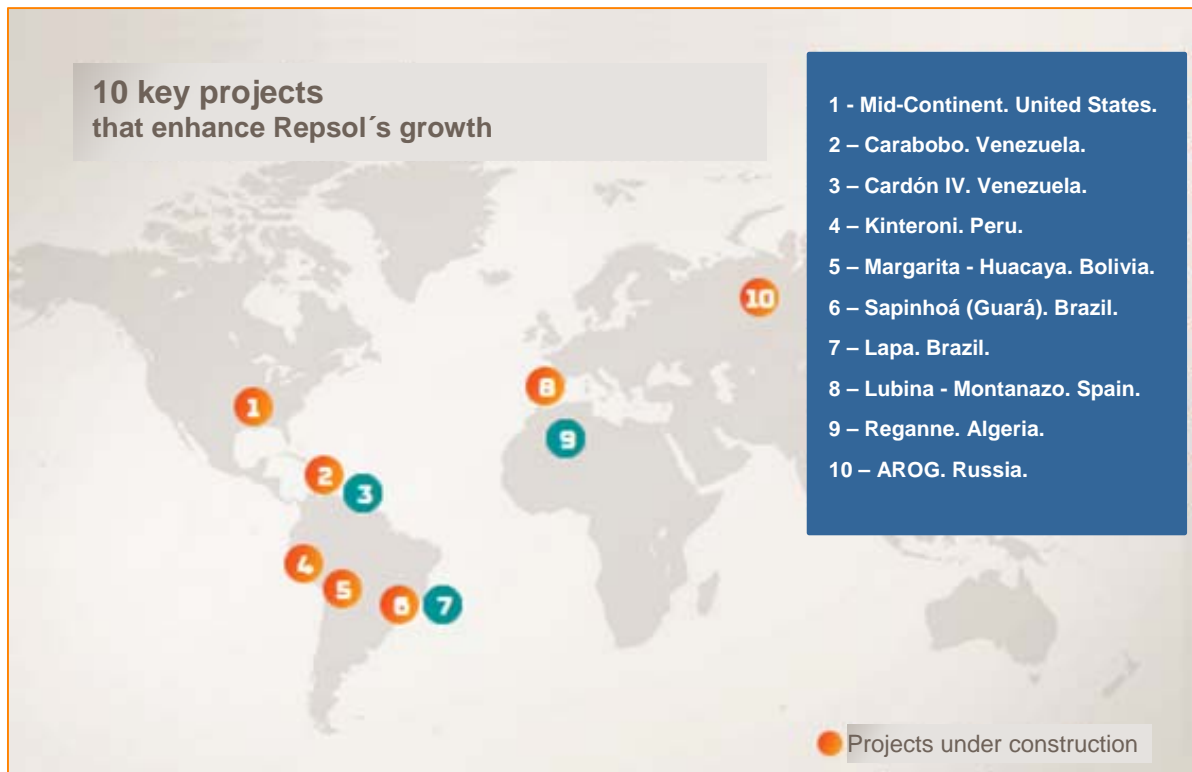 10 key projects
that enhance Repsol´s growth
1 - Mid-Continent. United States.
2 – Carabobo. Venezuela.
3 – Cardón IV. Venezuela.
4 – Kinteroni. Peru.
5 – Margarita - Huacaya. Bolivia.
6 – Sapinhoá (Guará). Brazil.
7 – Lapa. Brazil.
8 – Lubina - Montanazo. Spain.
9 – Reganne. Algeria.
10 – AROG. Russia.
10
8
1
9
2
3
4
5
6
7
Projects under construction